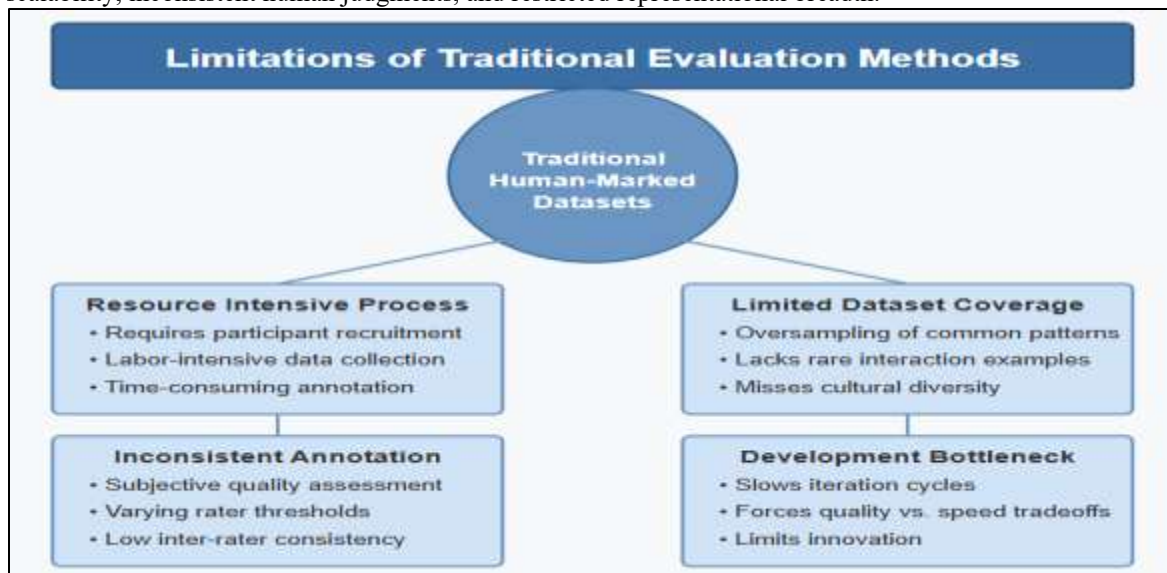 Limitations of Traditional Evaluation Methods
Traditional
Human-Marked
Datasets
Resource Intensive Process
• Requires participant recruitment
• Labor-intensive data collection
• Time-consuming annotation
Limited Dataset Coverage
• Oversampling of common patterns
• Lacks rare interaction examples
• Misses cultural diversity
Inconsistent Annotation
• Subjective quality assessment
• Varying rater thresholds
• Low inter-rater consistency
Development Bottleneck
• Slows iteration cycles
• Forces quality vs. speed tradeoffs
• Limits innovation